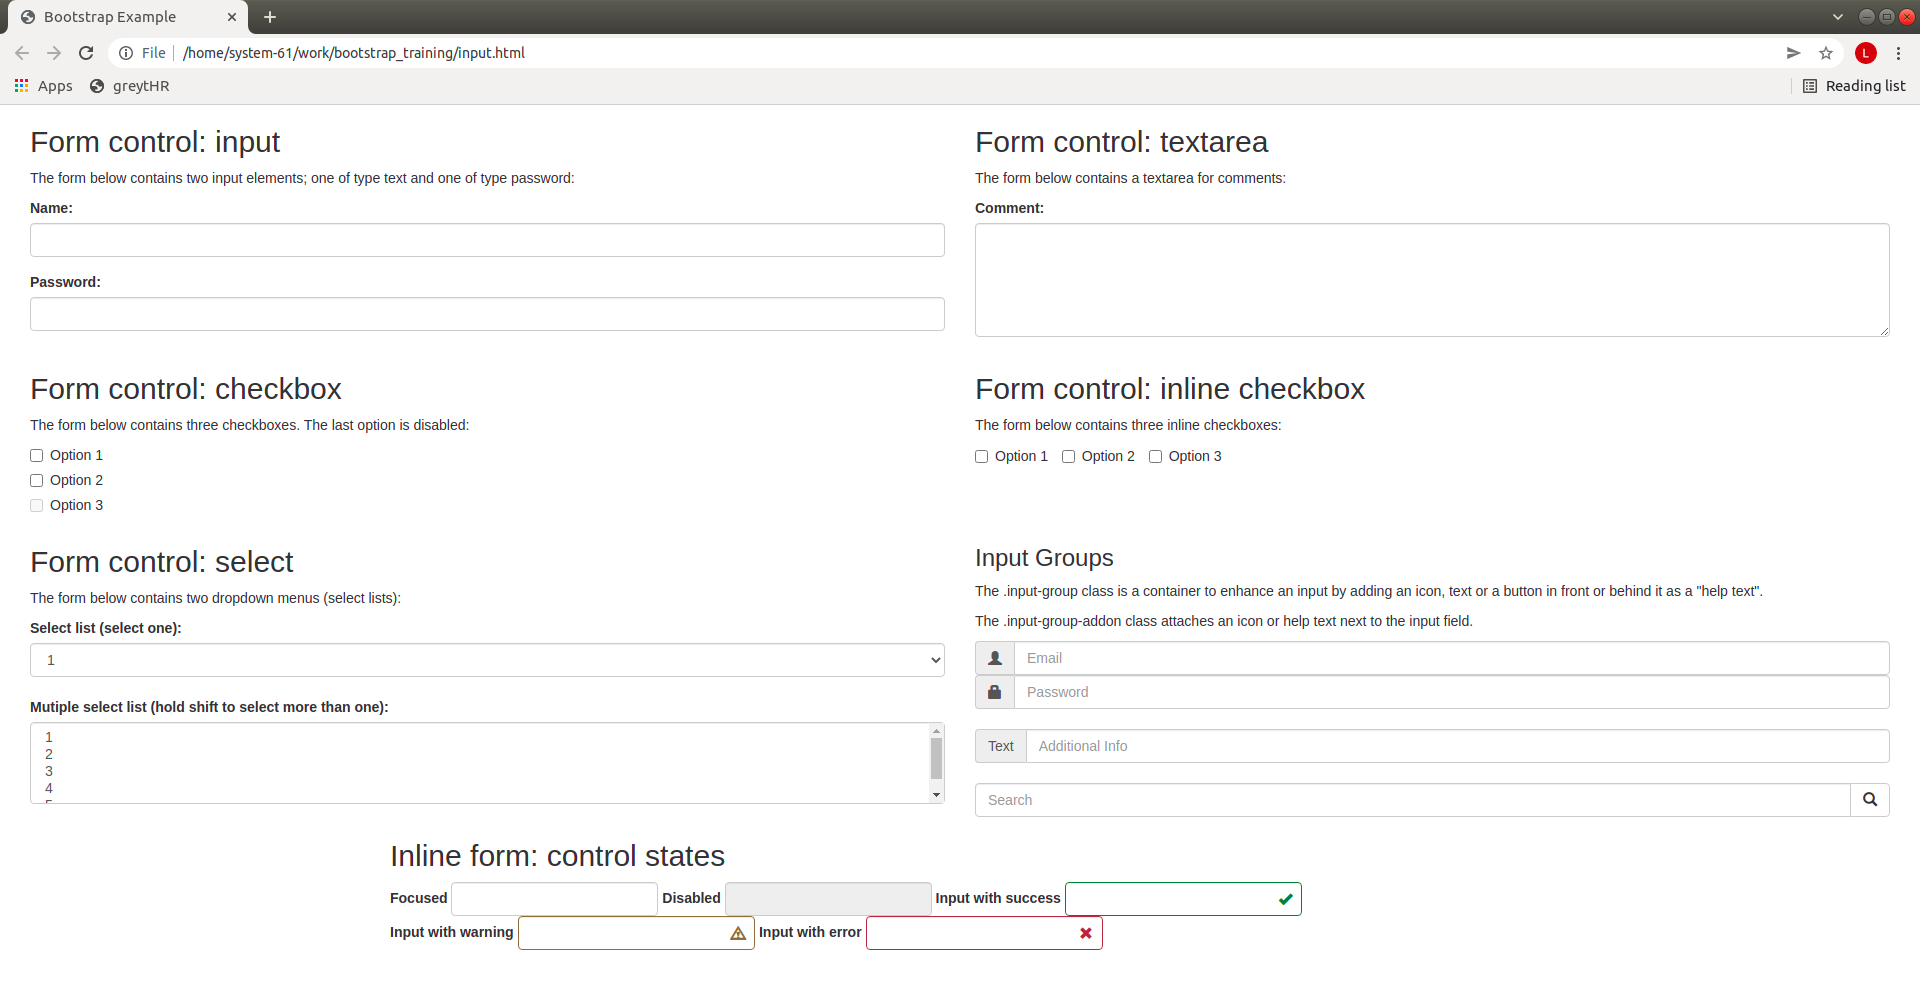 Bootstrap Example
File /home/system-61/work/bootstrap_training/input.html
L
Apps greytHR Reading list
Form control: input
The form below contains two input elements; one of type text and one of type password:
Name:
Password:
Form control: textarea
The form below contains a textarea for comments:
Comment:
Form control: checkbox
The form below contains three checkboxes. The last option is disabled:
Option 1
Option 2
Option 3
Form control: inline checkbox
The form below contains three inline checkboxes:
Option 1 Option 2 Option 3
Form control: select
The form below contains two dropdown menus (select lists):
Select list (select one):
1
Mutiple select list (hold shift to select more than one):
1
2
3
4
Input Groups
The .input-group class is a container to enhance an input by adding an icon, text or a button in front or behind it as a "help text".
The .input-group-addon class attaches an icon or help text next to the input field.
Email
Password
Text Additional Info
Search
Inline form: control states
Focused Disabled Input with success
Input with warning Input with error